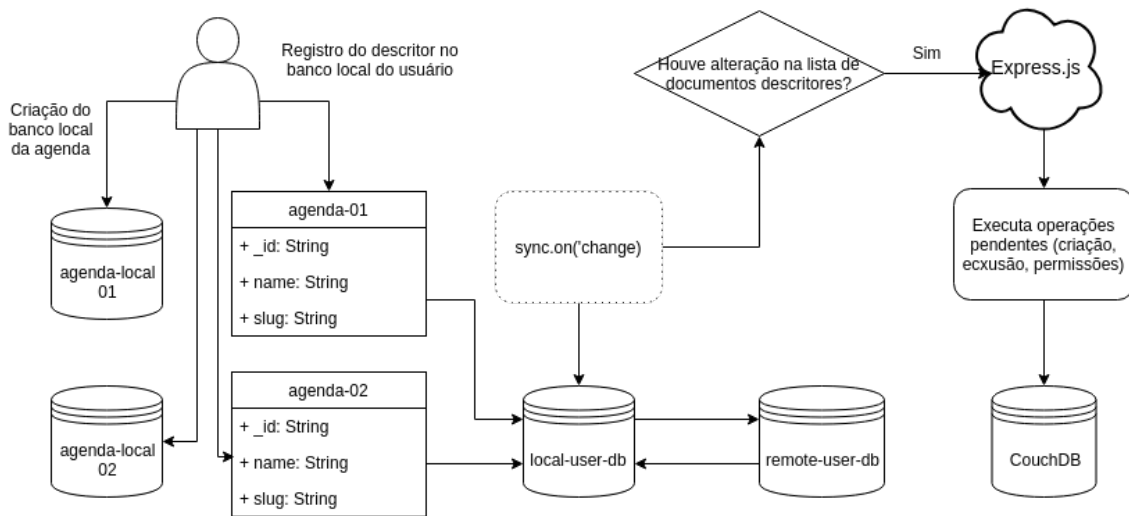 Registro do descritor no
banco local do usuário
Criação do
banco local
da agenda
Houve alteração na lista de
documentos descritores?
Sim
Express.js
agenda-01
+ _id: String
+ name: String
+ slug: String
agenda-local
01
sync.on('change)
Executa operações
pendentes (criação,
ecxusão, permissões)
agenda-02
+ _id: String
+ name: String
+ slug: String
agenda-local
02
local-user-db
remote-user-db
CouchDB